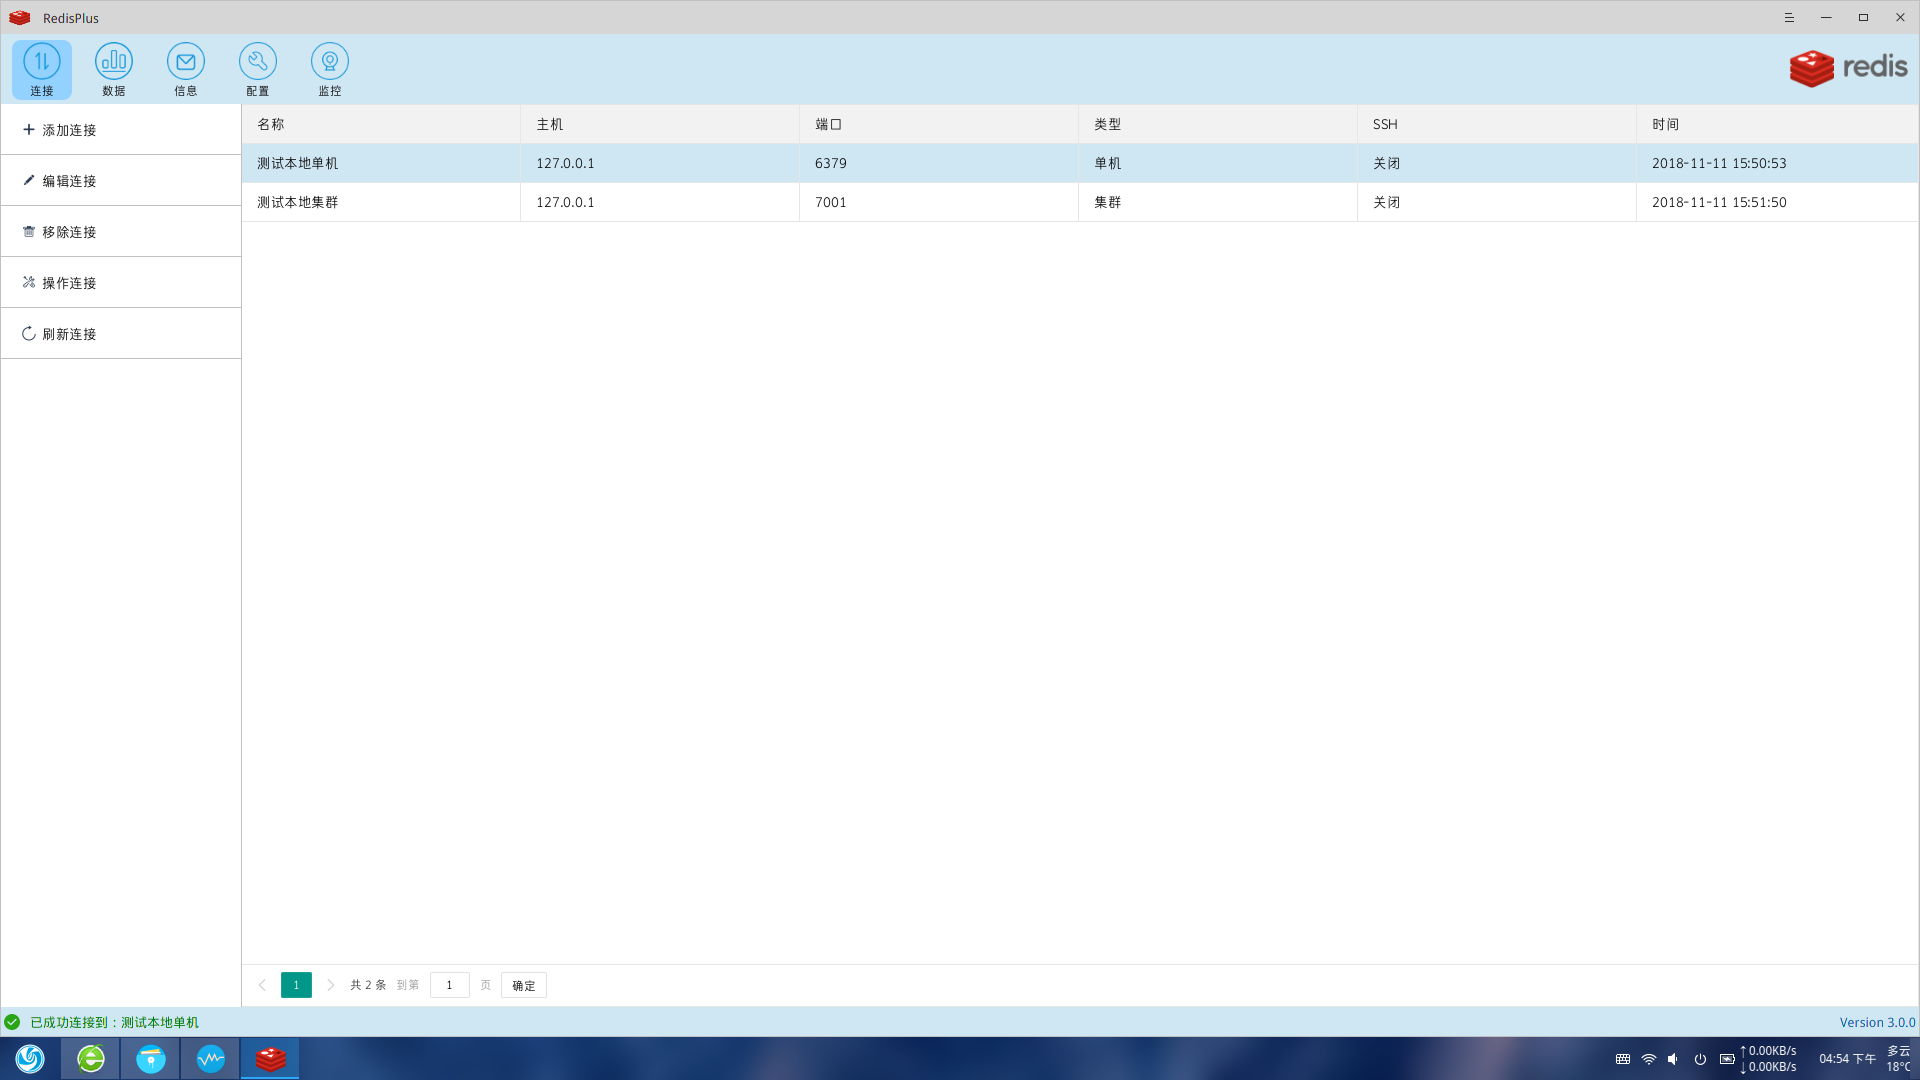 RedisPlus
连接 数据 信息 配置 监控
redis
添加连接
编辑连接
移除连接
操作连接
刷新连接
名称 主机 端口 类型 SSH 时间
测试本地单机 127.0.0.1 6379 单机 关闭 2018-11-11 15:50:53
测试本地集群 127.0.0.1 7001 集群 关闭 2018-11-11 15:51:50
1 共 2 条 到第 1 页 确定
已成功连接到：测试本地单机
Version 3.0.0
↑0.00KB/s
↓0.00KB/s
04:54 下午
多云
18°C